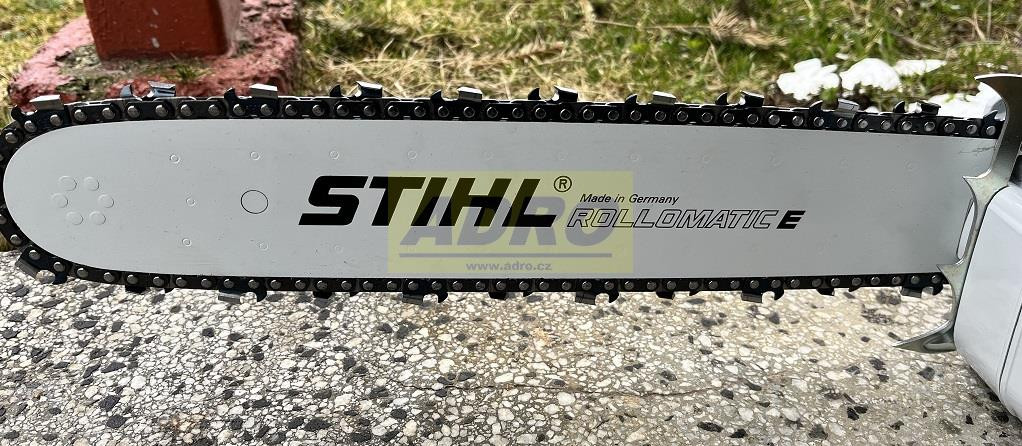 STIHL®
Made in Germany
ROLLOMATIC E
ADRO
www.adro.cz